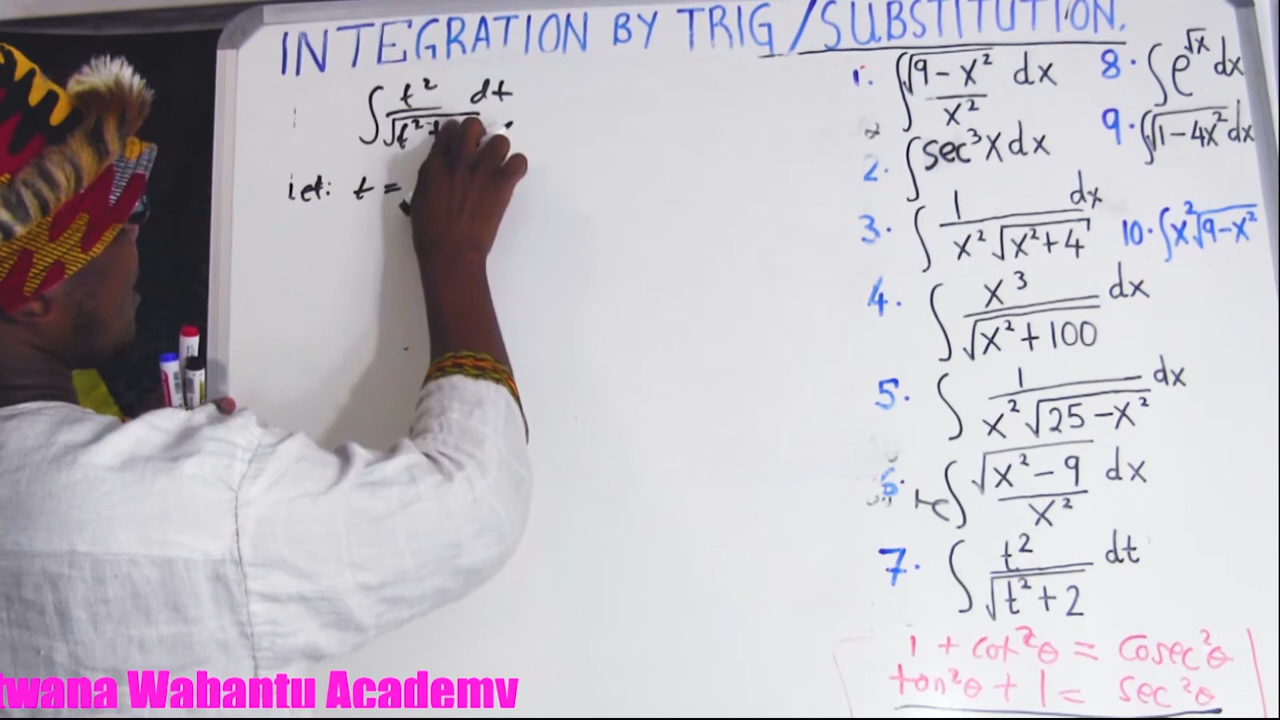 INTEGRATION BY TRIG/SUBSTITUTION.
∫ t² dt
√t² +
let: t =
1. ∫ √9 − x² / x² dx
2. ∫ sec³x dx
3. ∫ 1 / x² √x² + 4 dx
4. ∫ x³ / √x² + 100 dx
5. ∫ 1 / x² √25 − x² dx
6. ∫ √x² − 9 / x² dx
7. ∫ t² / √t² + 2 dt
8. ∫ e^√x dx
9. ∫ √1 − 4x² dx
10. ∫ x² √9 − x²
1 + cot²θ = cosec²θ
tan²θ + 1 = sec²θ
twana Wabantu Academy